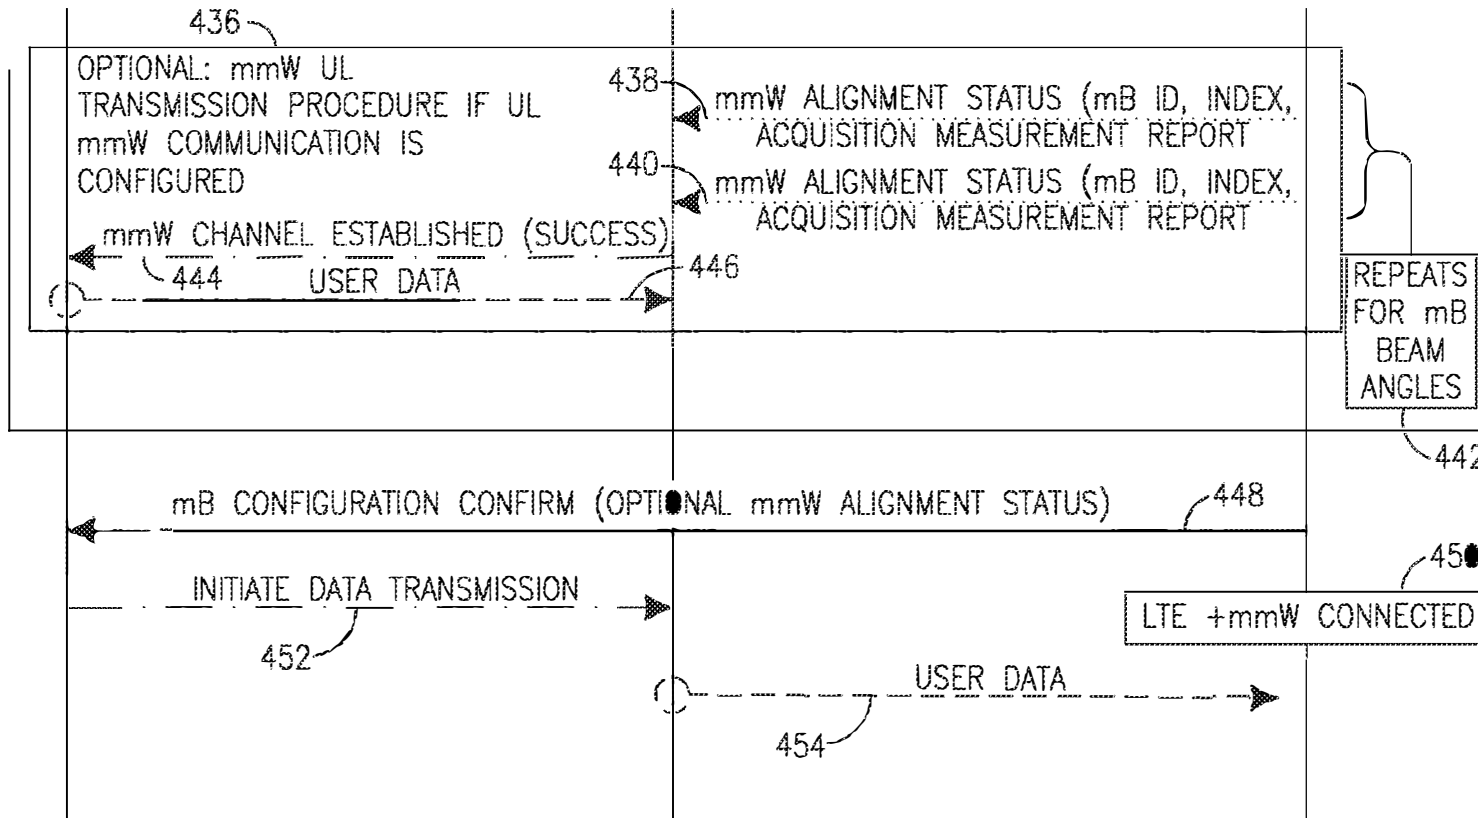 436
OPTIONAL: mmW UL
TRANSMISSION PROCEDURE IF UL
mmW COMMUNICATION IS
CONFIGURED
438
mmW ALIGNMENT STATUS (mB ID, INDEX,
ACQUISITION MEASUREMENT REPORT
440
mmW ALIGNMENT STATUS (mB ID, INDEX,
ACQUISITION MEASUREMENT REPORT
mmW CHANNEL ESTABLISHED (SUCCESS)
444
USER DATA
446
REPEATS
FOR mB
BEAM
ANGLES
442
mB CONFIGURATION CONFIRM (OPTIONAL mmW ALIGNMENT STATUS)
448
INITIATE DATA TRANSMISSION
452
450
LTE +mmW CONNECTED
USER DATA
454